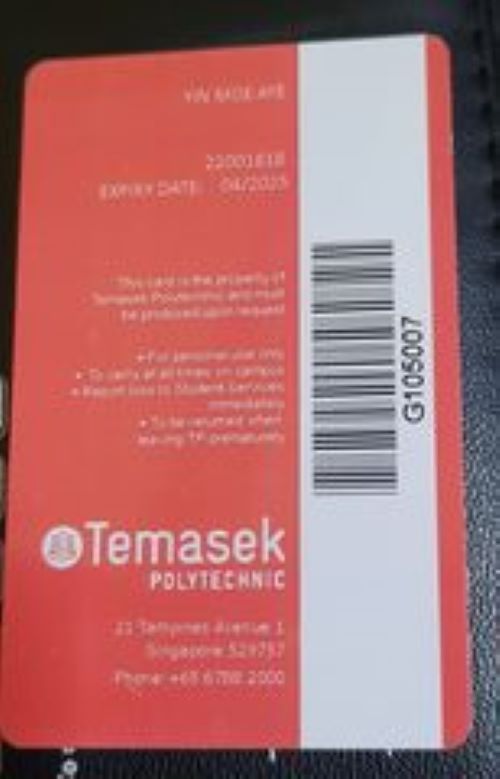 EXPIRY DATE: 04/2025
This card is the property of
Temasek Polytechnic and must
be produced upon request
• For personal use only
• To carry at all times on campus
• Report loss to Student Services
immediately
• To be returned when
leaving TP prematurely
G105007
Temasek
POLYTECHNIC
21 Tampines Avenue 1
Singapore 529757
Phone: +65 6788 2000